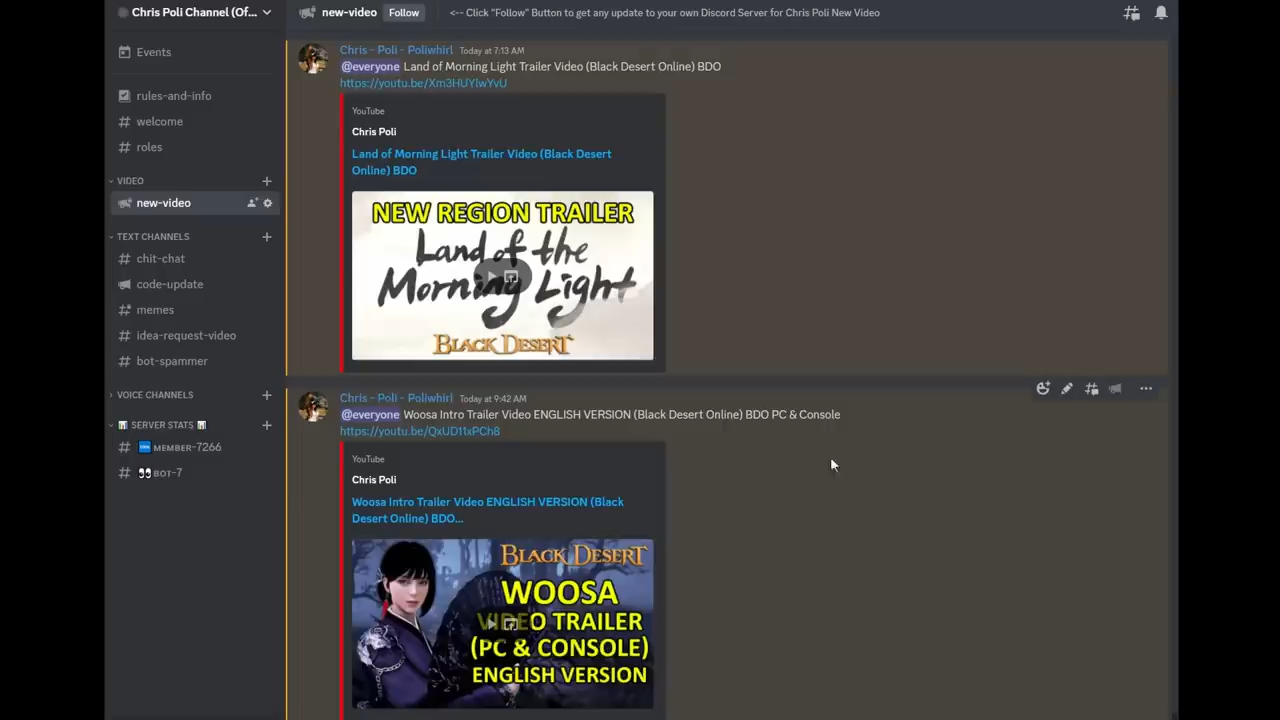 Chris Poli Channel (Of...
new-video
Follow
<-- Click "Follow" Button to get any update to your own Discord Server for Chris Poli New Video
Events
rules-and-info
welcome
roles
VIDEO
new-video
TEXT CHANNELS
chit-chat
code-update
memes
idea-request-video
bot-spammer
VOICE CHANNELS
SERVER STATS
MEMBER-7266
BOT-7
Chris - Poli - Poliwhirl Today at 7:13 AM
@everyone Land of Morning Light Trailer Video (Black Desert Online) BDO
https://youtu.be/Xm3HUYlwYvU
YouTube
Chris Poli
Land of Morning Light Trailer Video (Black Desert
Online) BDO
NEW REGION TRAILER
Land of the
Morning Light
BLACK DESERT
Chris - Poli - Poliwhirl Today at 9:42 AM
@everyone Woosa Intro Trailer Video ENGLISH VERSION (Black Desert Online) BDO PC & Console
https://youtu.be/QxUD11xPCh8
YouTube
Chris Poli
Woosa Intro Trailer Video ENGLISH VERSION (Black
Desert Online) BDO...
BLACK DESERT
WOOSA
VIDEO TRAILER
(PC & CONSOLE)
ENGLISH VERSION